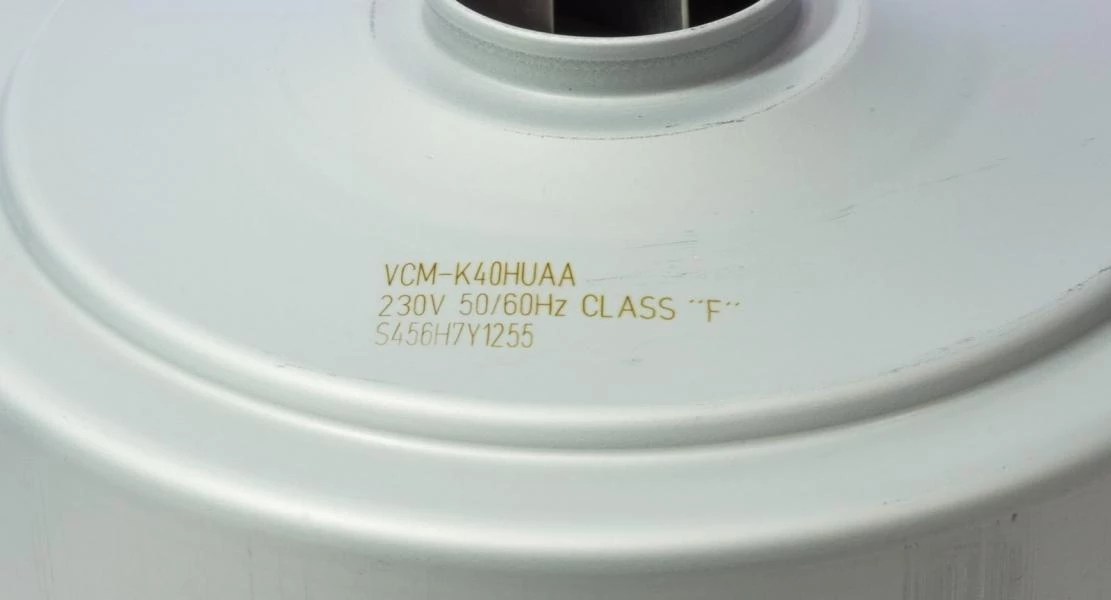 VCM-K40HUAA
230V 50/60Hz CLASS "F"
S456H7Y1255